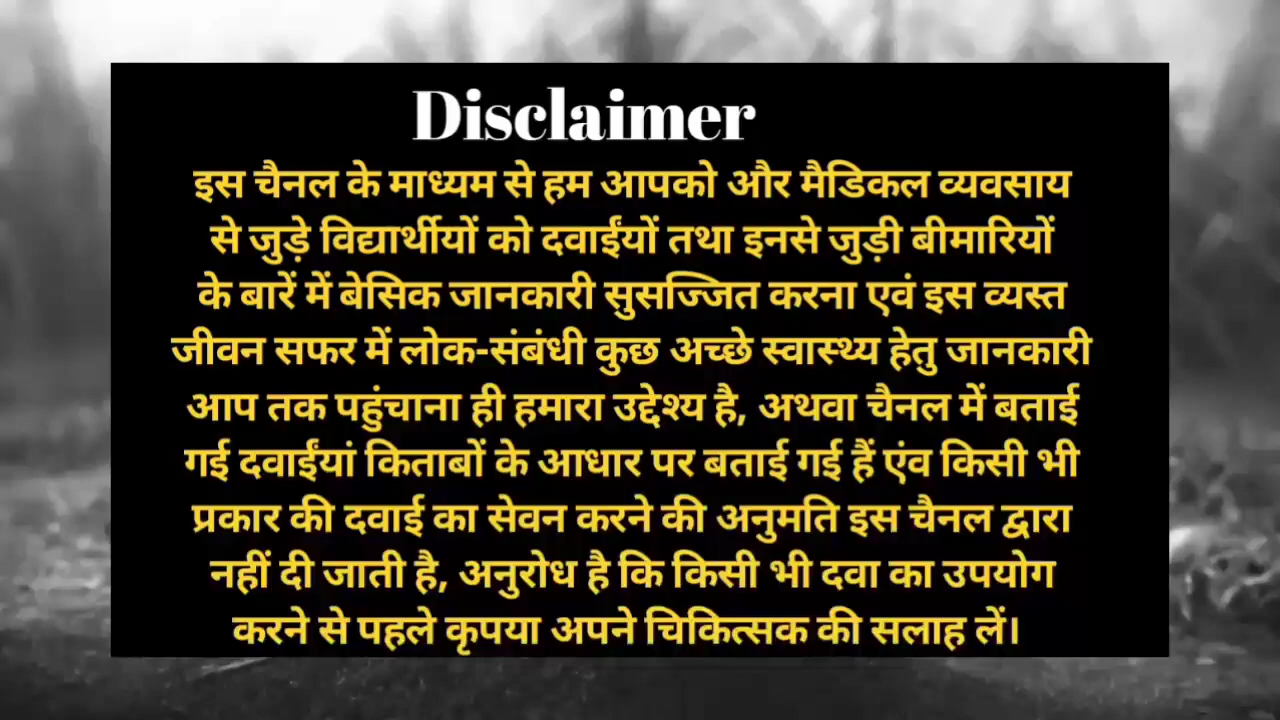 Disclaimer
इस चैनल के माध्यम से हम आपको और मैडिकल व्यवसाय
से जुड़े विद्यार्थीयों को दवाईयों तथा इनसे जुड़ी बीमारियों
के बारें में बेसिक जानकारी सुसज्जित करना एवं इस व्यस्त
जीवन सफर में लोक-संबंधी कुछ अच्छे स्वास्थ्य हेतु जानकारी
आप तक पहुंचाना ही हमारा उद्देश्य है, अथवा चैनल में बताई
गई दवाईंयां किताबों के आधार पर बताई गई हैं एंव किसी भी
प्रकार की दवाई का सेवन करने की अनुमति इस चैनल द्वारा
नहीं दी जाती है, अनुरोध है कि किसी भी दवा का उपयोग
करने से पहले कृपया अपने चिकित्सक की सलाह लें।